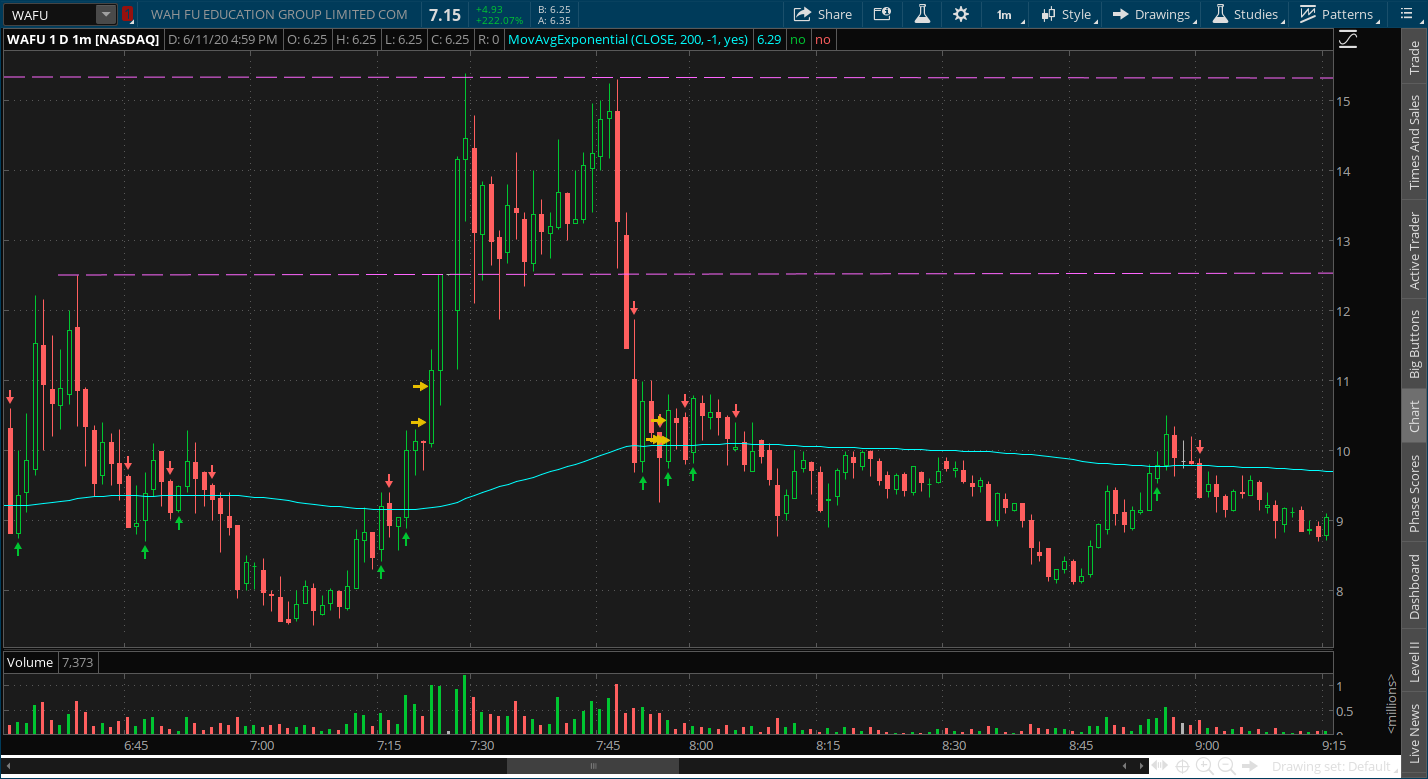 WAFU WAH FU EDUCATION GROUP LIMITED COM 7.15 +4.93 B: 6.25 Share 1m Style Drawings Studies Patterns
+222.07% A: 6.35
WAFU 1 D 1m [NASDAQ] D: 6/11/20 4:59 PM O: 6.25 H: 6.25 L: 6.25 C: 6.25 R: 0 MovAvgExponential (CLOSE, 200, -1, yes) 6.29 no no
15
14
13
12
11
10
9
8
Volume 7,373
1
0.5
0
<millions>
6:45 7:00 7:15 7:30 7:45 8:00 8:15 8:30 8:45 9:00 9:15
Drawing set: Default
Trade
Times And Sales
Active Trader
Big Buttons
Chart
Phase Scores
Dashboard
Level II
Live News